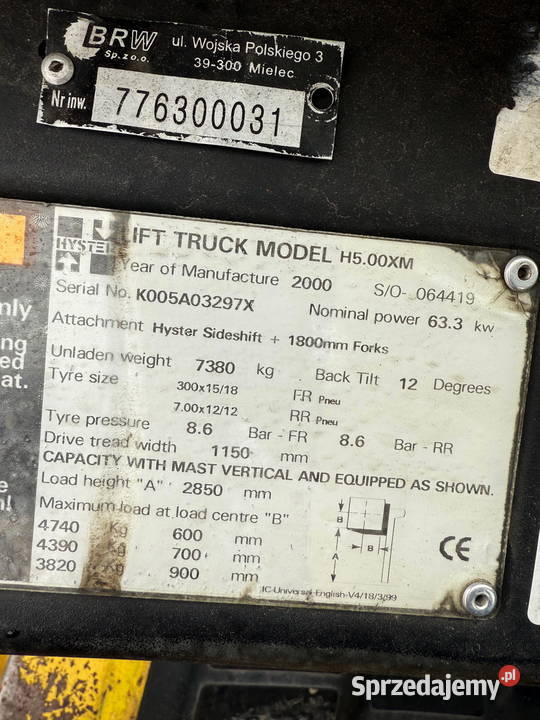 BRW
Sp.z o.o.
ul. Wojska Polskiego 3
39-300 Mielec
Nr inw. 776300031
HYSTER
LIFT TRUCK MODEL H5.00XM
Year of Manufacture 2000 S/O- 064419
Serial No. K005A03297X Nominal power 63.3 kw
Attachment Hyster Sideshift + 1800mm Forks
Unladen weight 7380 kg Back Tilt 12 Degrees
Tyre size 300x15/18 FR Pneu
7.00x12/12 RR Pneu
Tyre pressure 8.6 Bar - FR 8.6 Bar - RR
Drive tread width 1150 mm
CAPACITY WITH MAST VERTICAL AND EQUIPPED AS SHOWN.
Load height "A" 2850 mm
Maximum load at load centre "B"
4740 Kg 600 mm
4390 kg 700 mm
3820 kg 900 mm
B
B
A
CE
IC-Universal-English-V4/18/3/99
Sprzedajemy.pl